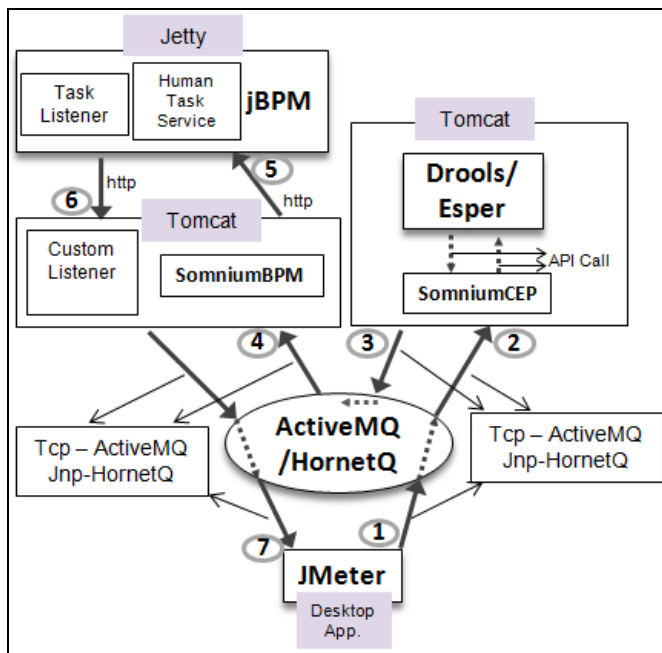 Jetty
Task
Listener
Human
Task
Service
jBPM
Tomcat
Drools/
Esper
API Call
SomniumCEP
6
http
5
http
Tomcat
Custom
Listener
SomniumBPM
4
3
2
ActiveMQ
/HornetQ
Tcp – ActiveMQ
Jnp-HornetQ
Tcp – ActiveMQ
Jnp-HornetQ
7
1
JMeter
Desktop
App.